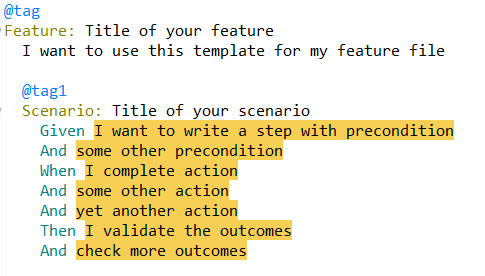 @tag
Feature: Title of your feature
I want to use this template for my feature file
@tag1
Scenario: Title of your scenario
Given I want to write a step with precondition
And some other precondition
When I complete action
And some other action
And yet another action
Then I validate the outcomes
And check more outcomes